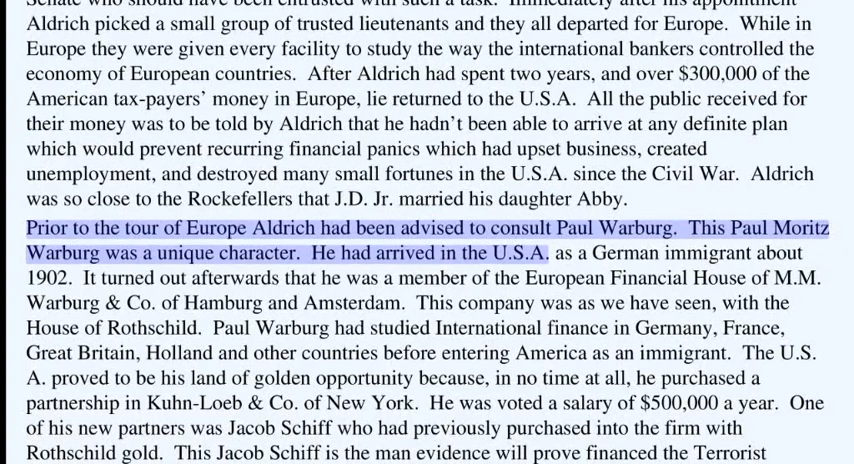 Senate who should have been entrusted with such a task.  Immediately after his appointment
Aldrich picked a small group of trusted lieutenants and they all departed for Europe.  While in
Europe they were given every facility to study the way the international bankers controlled the
economy of European countries.  After Aldrich had spent two years, and over $300,000 of the
American tax-payers’ money in Europe, lie returned to the U.S.A.  All the public received for
their money was to be told by Aldrich that he hadn’t been able to arrive at any definite plan
which would prevent recurring financial panics which had upset business, created
unemployment, and destroyed many small fortunes in the U.S.A. since the Civil War.  Aldrich
was so close to the Rockefellers that J.D. Jr. married his daughter Abby.
Prior to the tour of Europe Aldrich had been advised to consult Paul Warburg.  This Paul Moritz
Warburg was a unique character.  He had arrived in the U.S.A. as a German immigrant about
1902.  It turned out afterwards that he was a member of the European Financial House of M.M.
Warburg & Co. of Hamburg and Amsterdam.  This company was as we have seen, with the
House of Rothschild.  Paul Warburg had studied International finance in Germany, France,
Great Britain, Holland and other countries before entering America as an immigrant.  The U.S.
A. proved to be his land of golden opportunity because, in no time at all, he purchased a
partnership in Kuhn-Loeb & Co. of New York.  He was voted a salary of $500,000 a year.  One
of his new partners was Jacob Schiff who had previously purchased into the firm with
Rothschild gold.  This Jacob Schiff is the man evidence will prove financed the Terrorist